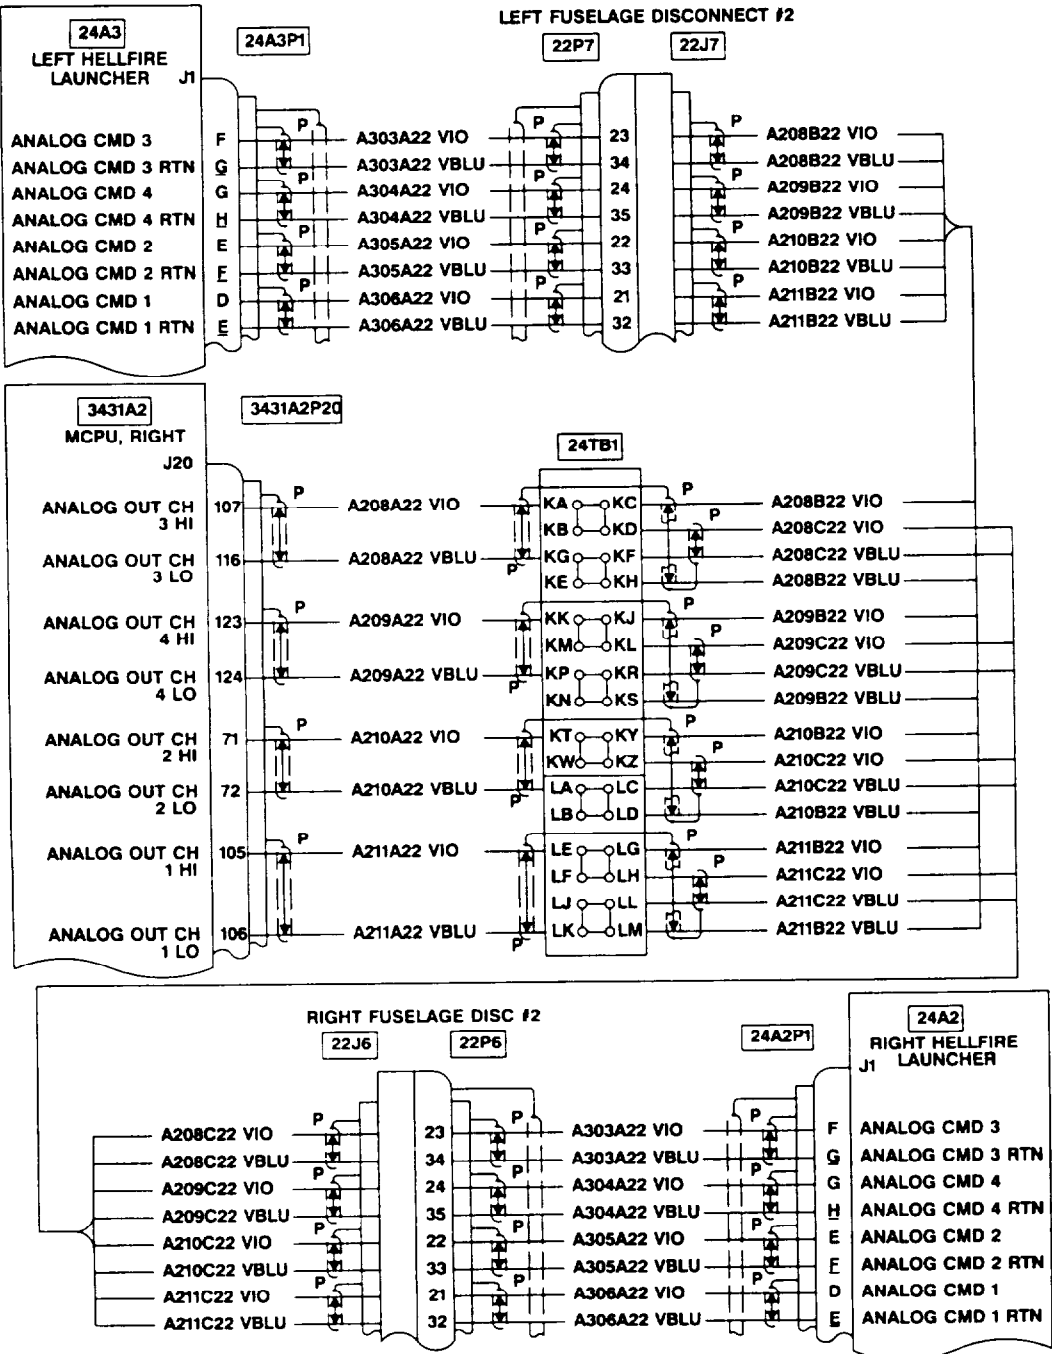 LEFT FUSELAGE DISCONNECT #2
24A3 24A3P1 22P7 22J7
LEFT HELLFIRE
LAUNCHER J1
ANALOG CMD 3 F P A303A22 VIO P 23 P A208B22 VIO
ANALOG CMD 3 RTN G A303A22 VBLU 34 A208B22 VBLU
ANALOG CMD 4 G P A304A22 VIO P 24 P A209B22 VIO
ANALOG CMD 4 RTN H A304A22 VBLU 35 A209B22 VBLU
ANALOG CMD 2 E P A305A22 VIO P 22 P A210B22 VIO
ANALOG CMD 2 RTN F A305A22 VBLU 33 A210B22 VBLU
ANALOG CMD 1 D P A306A22 VIO P 21 P A211B22 VIO
ANALOG CMD 1 RTN E A306A22 VBLU 32 A211B22 VBLU
3431A2 3431A2P20
MCPU, RIGHT
J20 24TB1
ANALOG OUT CH 107 P A208A22 VIO KA KC P A208B22 VIO
3 HI KB KD P A208C22 VIO
ANALOG OUT CH 116 A208A22 VBLU P KG KF A208C22 VBLU
3 LO KE KH A208B22 VBLU
ANALOG OUT CH 123 P A209A22 VIO KK KJ P A209B22 VIO
4 HI KM KL P A209C22 VIO
ANALOG OUT CH 124 A209A22 VBLU P KP KR A209C22 VBLU
4 LO KN KS A209B22 VBLU
ANALOG OUT CH 71 P A210A22 VIO KT KY P A210B22 VIO
2 HI KW KZ P A210C22 VIO
ANALOG OUT CH 72 A210A22 VBLU P LA LC A210C22 VBLU
2 LO LB LD A210B22 VBLU
ANALOG OUT CH 105 P A211A22 VIO LE LG P A211B22 VIO
1 HI LF LH P A211C22 VIO
LJ LL A211C22 VBLU
ANALOG OUT CH 106 A211A22 VBLU P LK LM A211B22 VBLU
1 LO
RIGHT FUSELAGE DISC #2
22J6 22P6 24A2P1 24A2
RIGHT HELLFIRE
J1 LAUNCHER
A208C22 VIO P 23 P A303A22 VIO P F ANALOG CMD 3
A208C22 VBLU 34 A303A22 VBLU G ANALOG CMD 3 RTN
A209C22 VIO P 24 P A304A22 VIO P G ANALOG CMD 4
A209C22 VBLU 35 A304A22 VBLU H ANALOG CMD 4 RTN
A210C22 VIO P 22 P A305A22 VIO P E ANALOG CMD 2
A210C22 VBLU 33 A305A22 VBLU F ANALOG CMD 2 RTN
A211C22 VIO P 21 P A306A22 VIO P D ANALOG CMD 1
A211C22 VBLU 32 A306A22 VBLU E ANALOG CMD 1 RTN